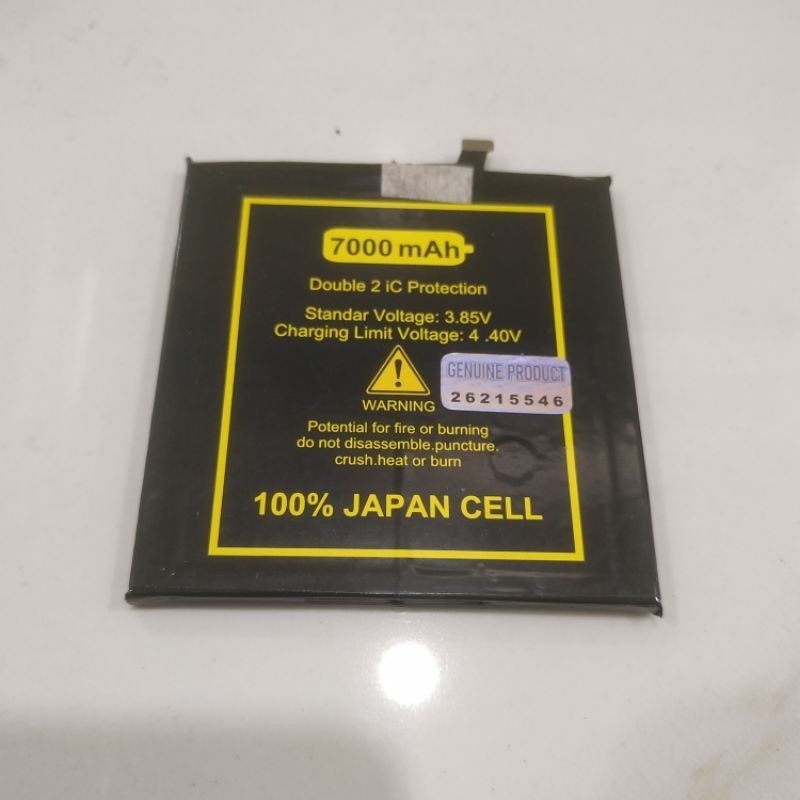 7000 mAh
Double 2 iC Protection
Standar Voltage: 3.85V
Charging Limit Voltage: 4 .40V
GENUINE PRODUCT
26215546
WARNING
Potential for fire or burning
do not disassemble.puncture.
crush.heat or burn
100% JAPAN CELL